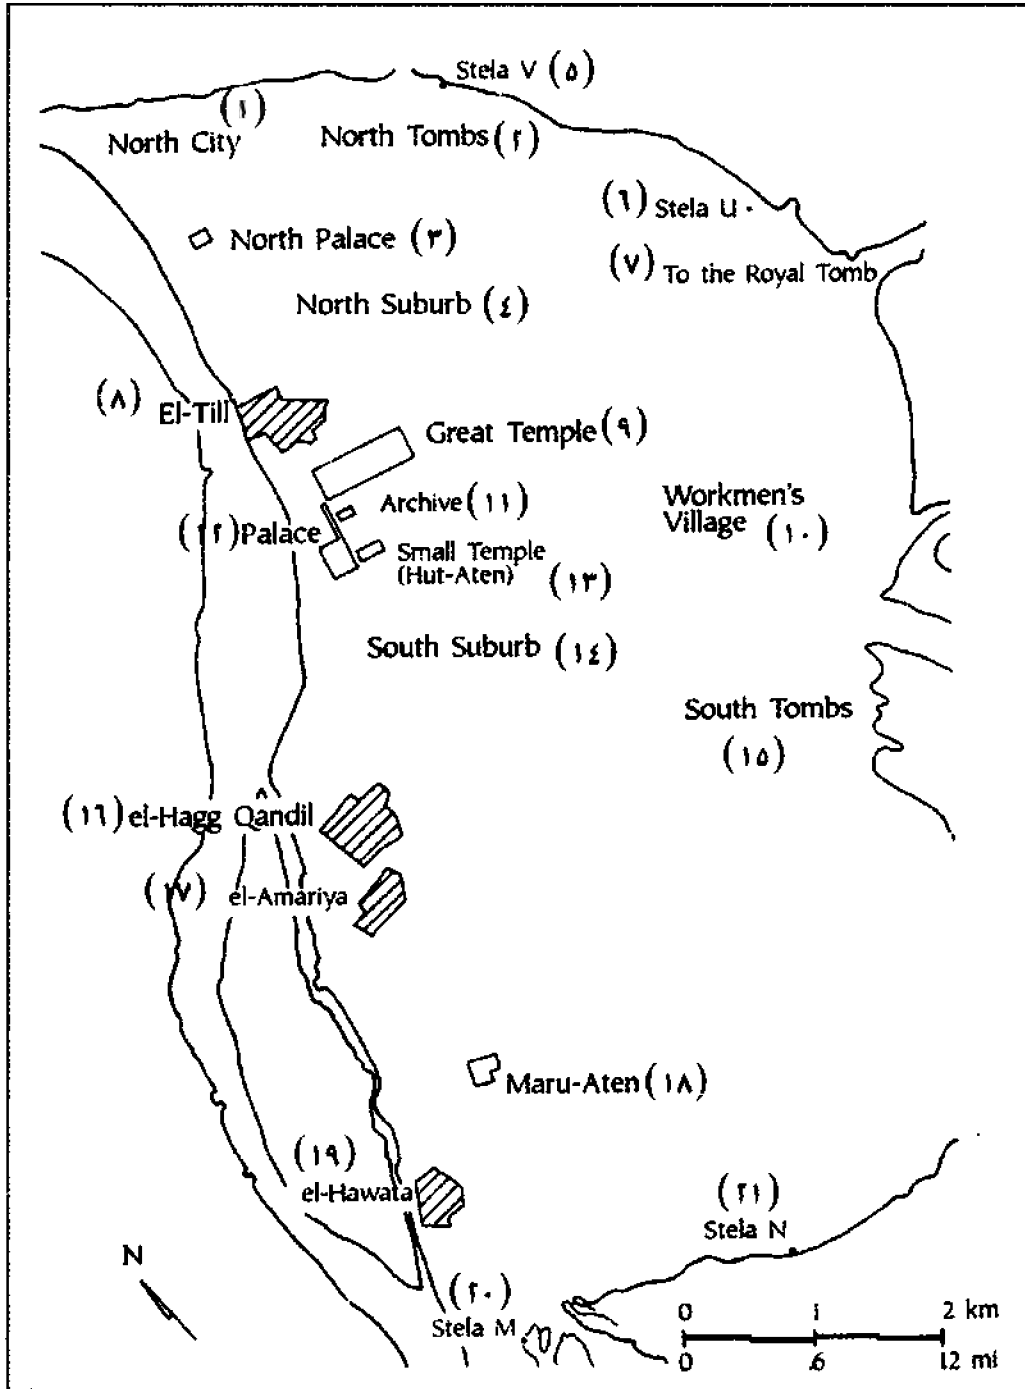 Stela V (٥)
(١)
North City
North Tombs (٢)
(٦) Stela U
North Palace (٣)
(٧) To the Royal Tomb
North Suburb (٤)
(٨) El-Till
Great Temple (٩)
Archive (١١)
Workmen's
Village (١٠)
(١٢) Palace
Small Temple
(Hut-Aten) (١٣)
South Suburb (١٤)
South Tombs
(١٥)
(١٦) el-Hagg Qândil
(١٧) el-Amariya
Maru-Aten (١٨)
(١٩)
el-Hawata
(٢١)
Stela N
N
(٢٠)
Stela M
0 1 2 km
0 .6 1.2 mi